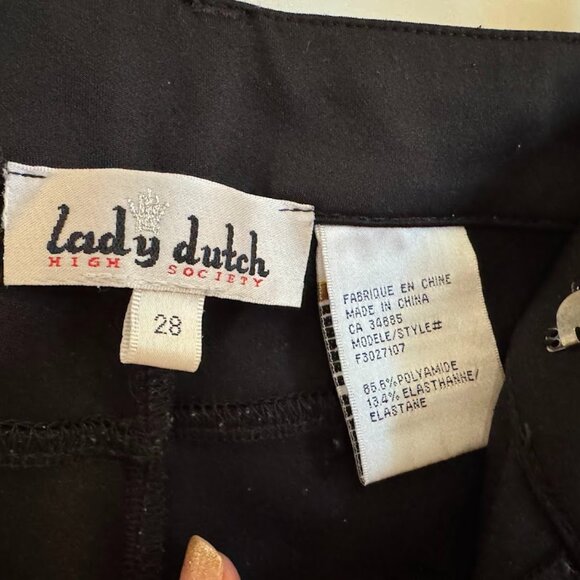 lady dutch
HIGH SOCIETY
28
FABRIQUE EN CHINE
MADE IN CHINA
CA 34885
MODELE/STYLE#
F3027107
86.6% POLYAMIDE
13.4% ELASTHANNE/
ELASTANE